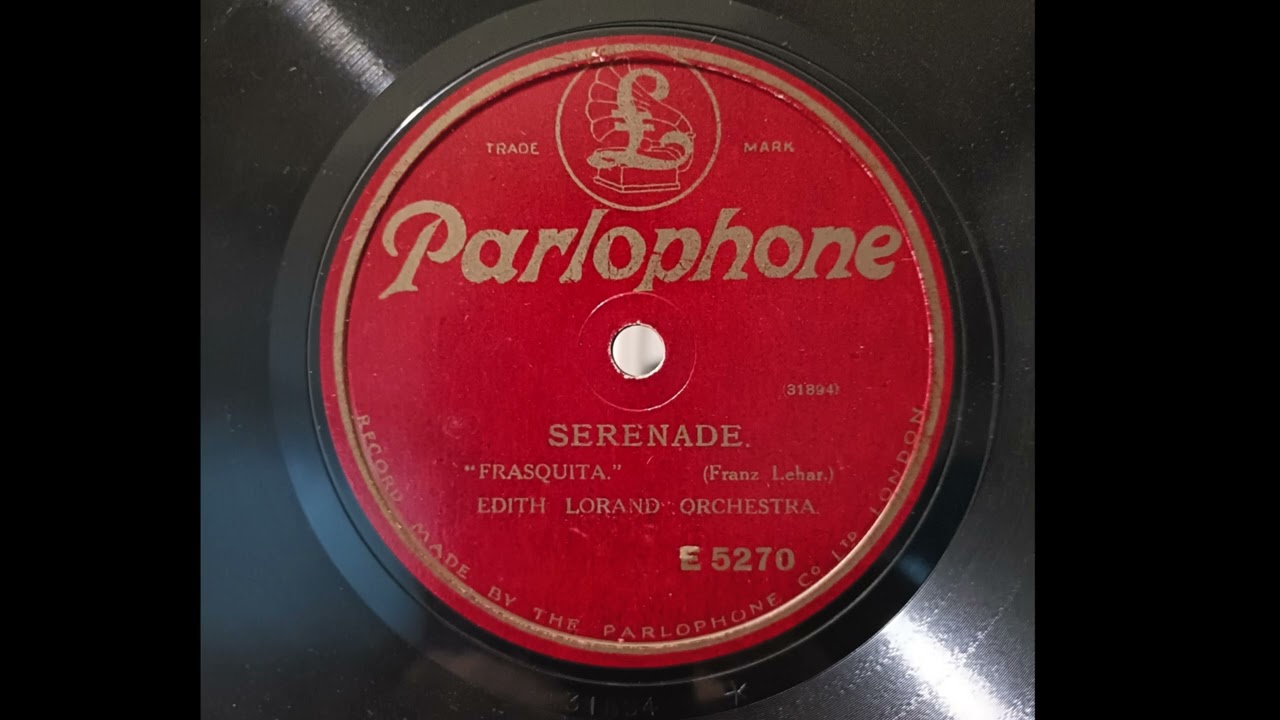 £
TRADE MARK
Parlophone
(31894)
SERENADE.
"FRASQUITA." (Franz Lehar.)
EDITH LORAND ORCHESTRA.
E 5270
RECORD MADE BY THE PARLOPHONE CO LTD LONDON